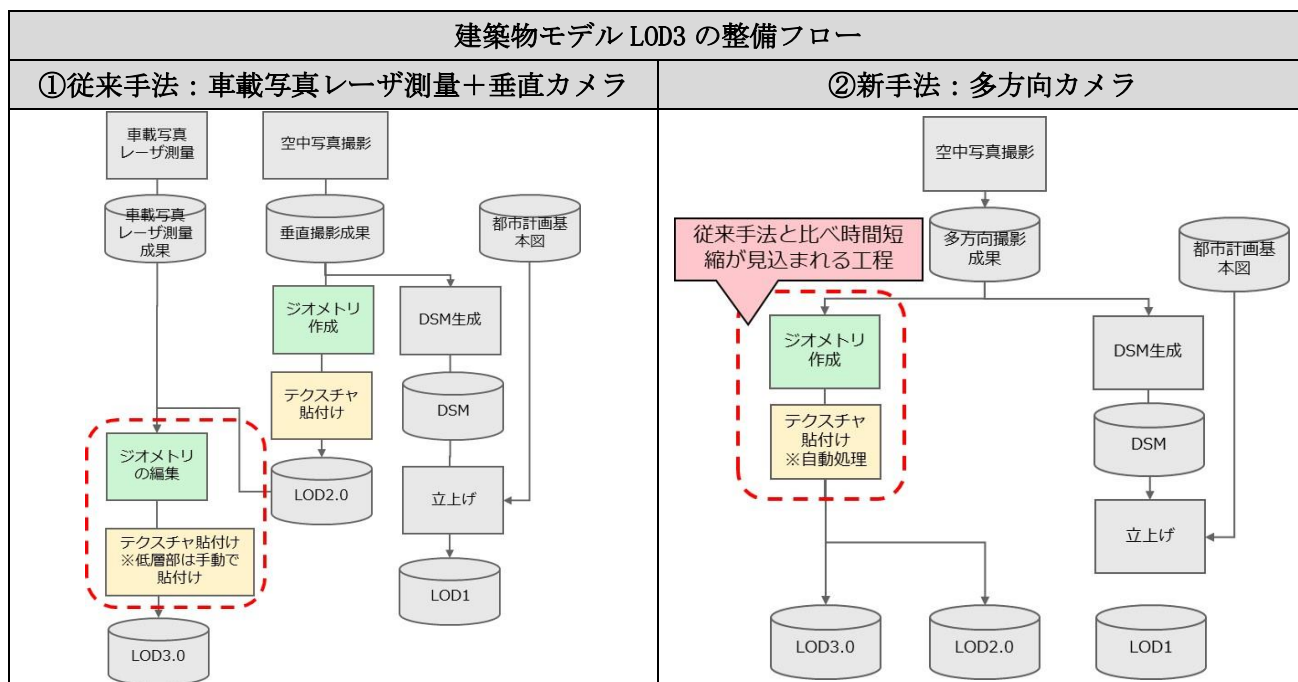 建築物モデル LOD3 の整備フロー
①従来手法：車載写真レーザ測量＋垂直カメラ
車載写真
レーザ測量
空中写真撮影
車載写真
レーザ測量
成果
垂直撮影成果
都市計画基
本図
ジオメトリ
作成
DSM生成
テクスチャ
貼付け
DSM
ジオメトリ
の編集
LOD2.0
立上げ
テクスチャ貼付け
※低層部は手動で
貼付け
LOD1
LOD3.0
②新手法：多方向カメラ
空中写真撮影
従来手法と比べ時間短
縮が見込まれる工程
多方向撮影
成果
都市計画基
本図
ジオメトリ
作成
DSM生成
テクスチャ
貼付け
※自動処理
DSM
立上げ
LOD3.0
LOD2.0
LOD1